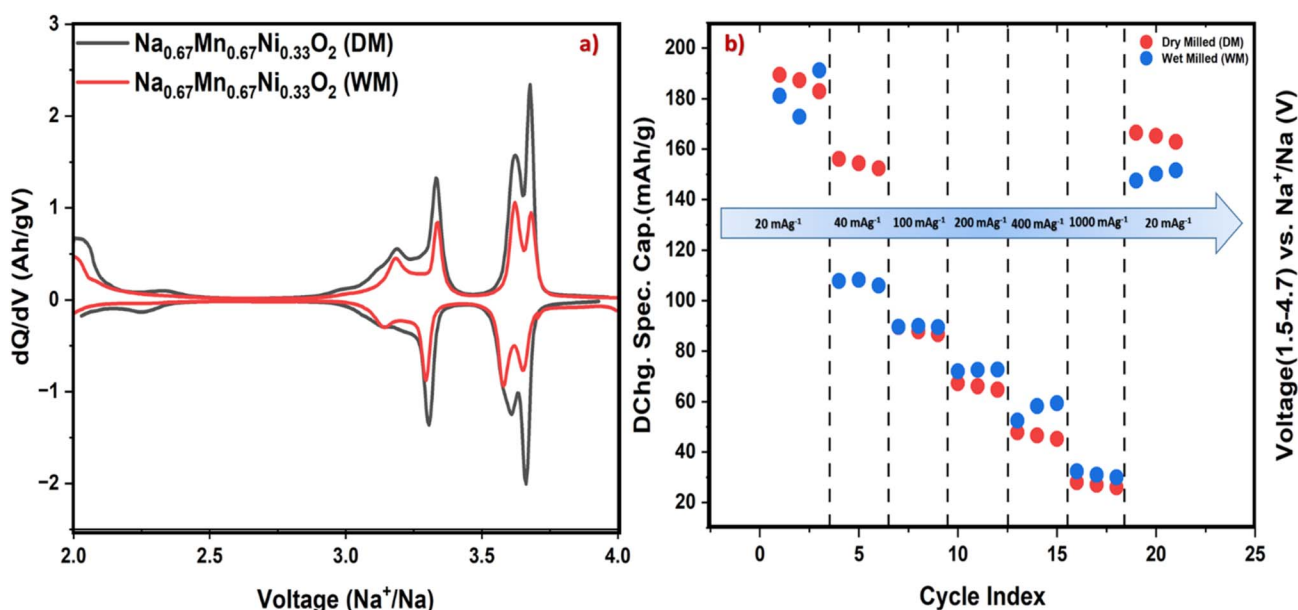 a)
Na₀.₆₇Mn₀.₆₇Ni₀.₃₃O₂ (DM)
Na₀.₆₇Mn₀.₆₇Ni₀.₃₃O₂ (WM)
dQ/dV (Ah/gV)
3
2
1
0
−1
−2
2.0
2.5
3.0
3.5
4.0
Voltage (Na⁺/Na)
b)
Dry Milled (DM)
Wet Milled (WM)
DChg. Spec. Cap.(mAh/g)
200
180
160
140
120
100
80
60
40
20
20 mAg⁻¹
40 mAg⁻¹
100 mAg⁻¹
200 mAg⁻¹
400 mAg⁻¹
1000 mAg⁻¹
20 mAg⁻¹
0
5
10
15
20
25
Cycle Index
Voltage(1.5-4.7) vs. Na⁺/Na (V)